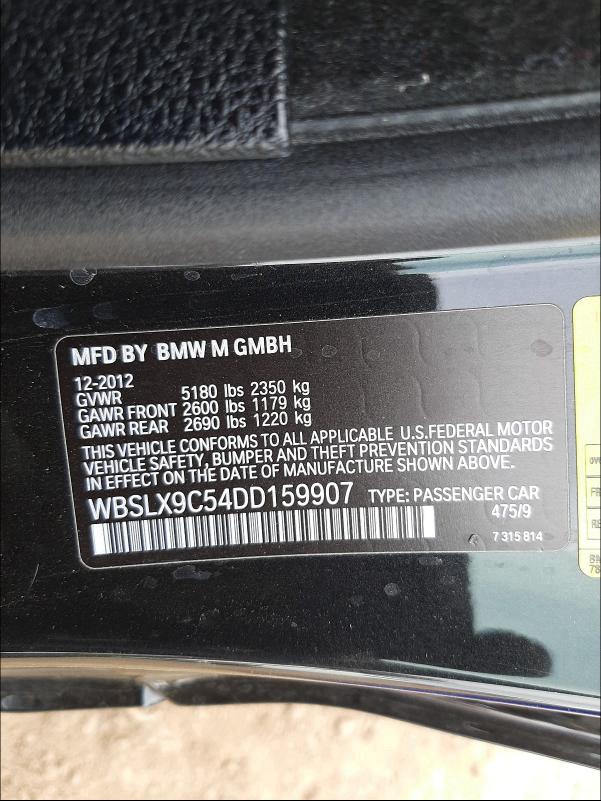 MFD BY BMW M GMBH
12-2012
GVWR 5180 lbs 2350 kg
GAWR FRONT 2600 lbs 1179 kg
GAWR REAR 2690 lbs 1220 kg
THIS VEHICLE CONFORMS TO ALL APPLICABLE U.S.FEDERAL MOTOR
VEHICLE SAFETY, BUMPER AND THEFT PREVENTION STANDARDS
IN EFFECT ON THE DATE OF MANUFACTURE SHOWN ABOVE.
WBSLX9C54DD159907 TYPE: PASSENGER CAR
475/9
7 315 814